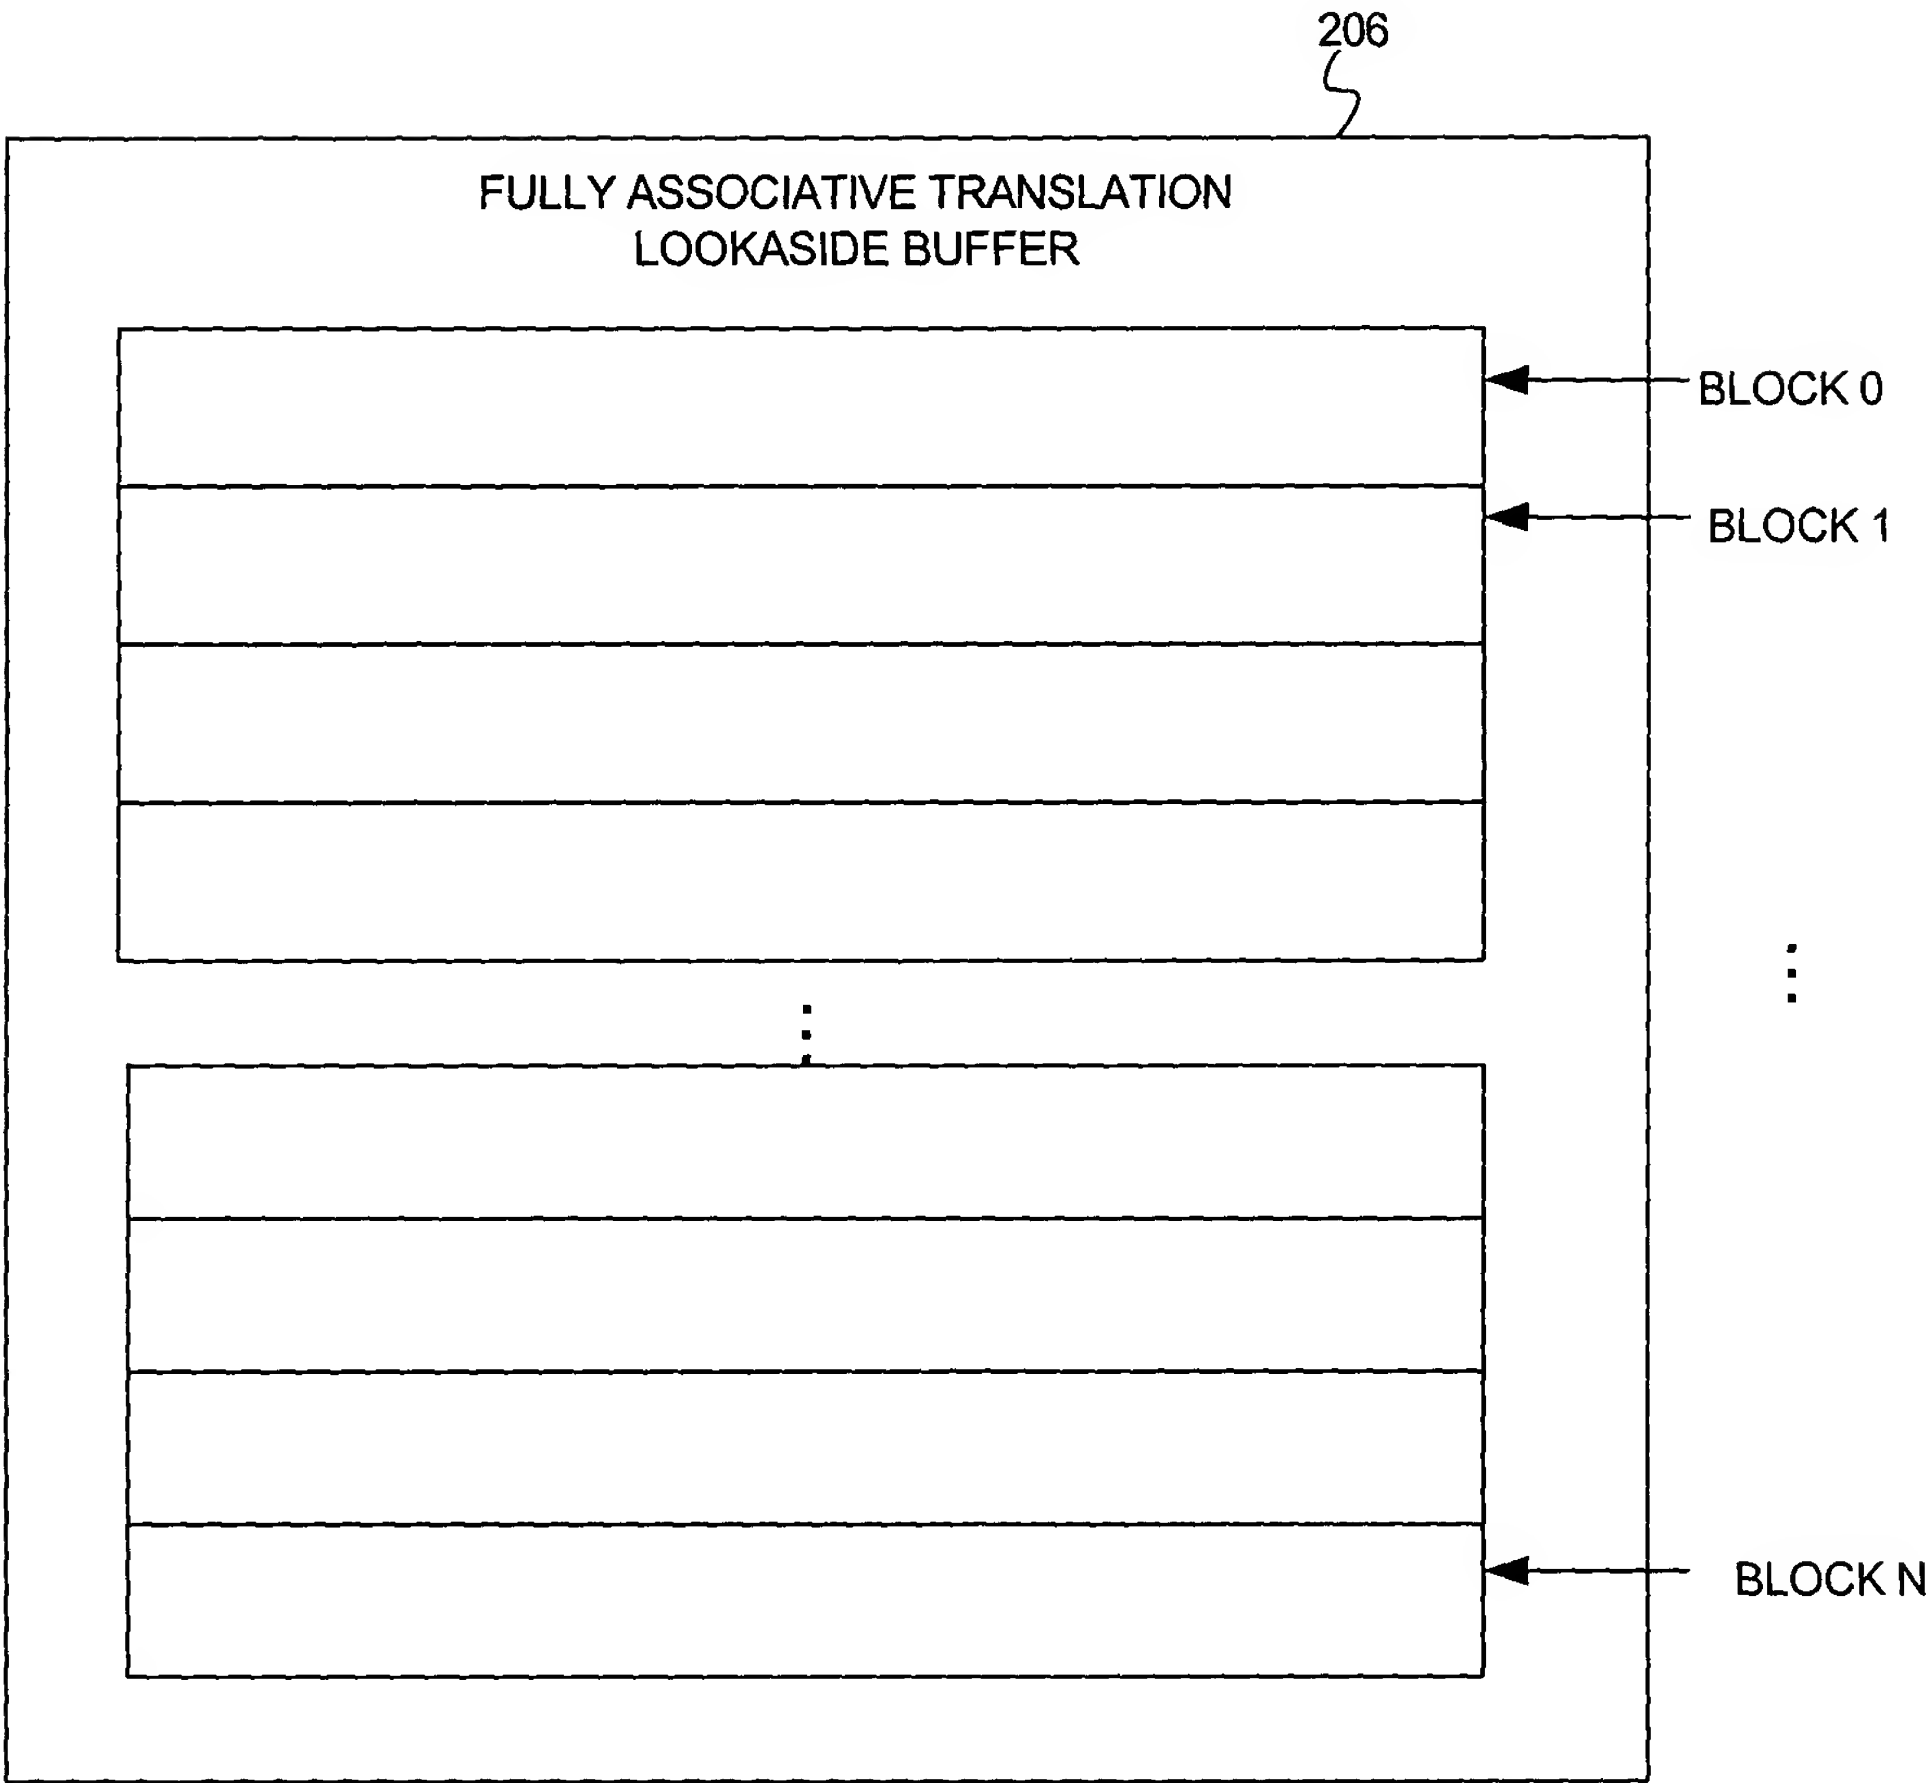 206
FULLY ASSOCIATIVE TRANSLATION
LOOKASIDE BUFFER
BLOCK 0
BLOCK 1
BLOCK N